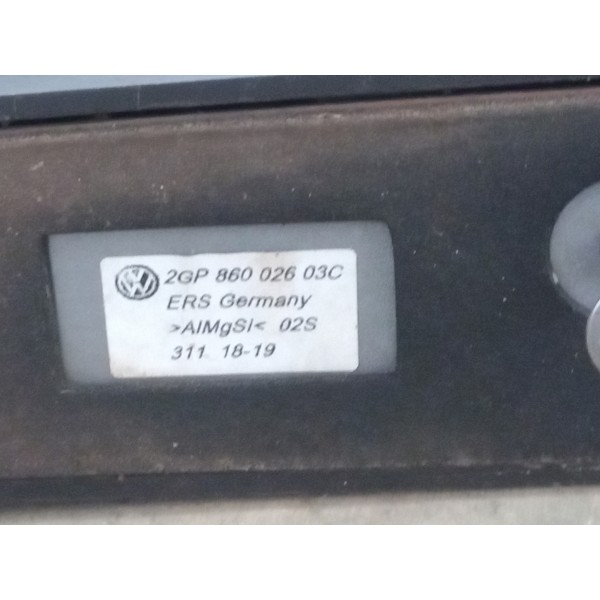 2GP 860 026 03C
ERS Germany
>AlMgSi< 02S
311 18-19